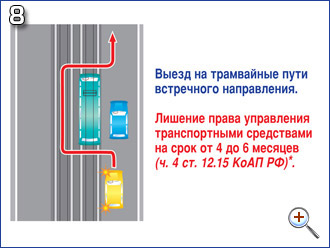 8
Выезд на трамвайные пути
встречного направления.
Лишение права управления
транспортными средствами
на срок от 4 до 6 месяцев
(ч. 4 ст. 12.15 КоАП РФ)*.